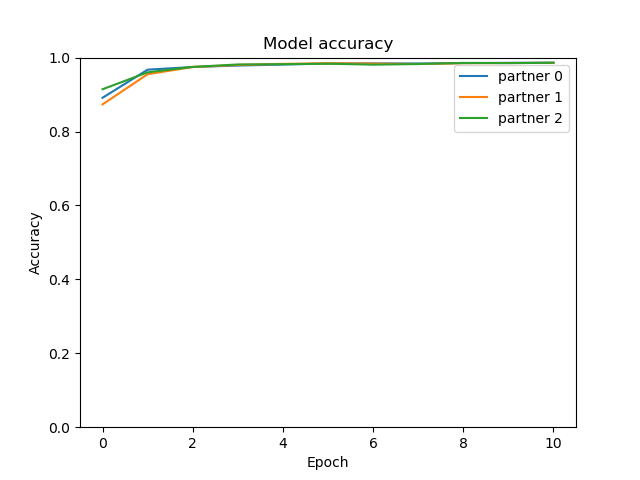 Model accuracy
1.0
0.8
0.6
0.4
0.2
0.0
Accuracy
partner 0
partner 1
partner 2
0 2 4 6 8 10
Epoch